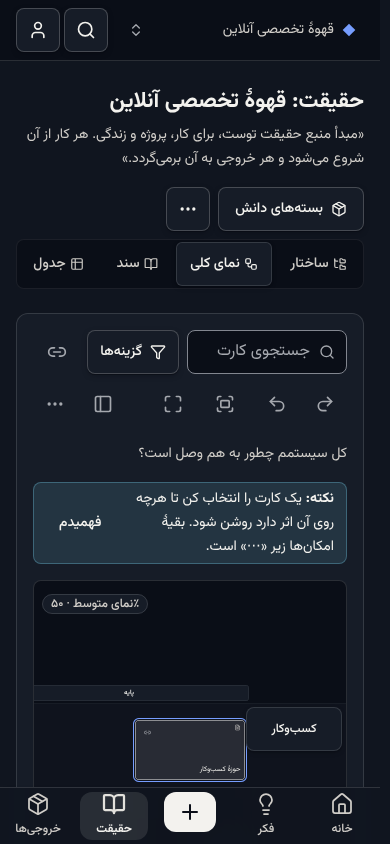 قهوهٔ تخصصی آنلاین
حقیقت: قهوهٔ تخصصی آنلاین
«مبدأ منبع حقیقت توست، برای کار، پروژه و زندگی. هر کار از آن
شروع می‌شود و هر خروجی به آن برمی‌گردد.»
بسته‌های دانش
ساختار
نمای کلی
سند
جدول
جستجوی کارت
گزینه‌ها
کل سیستمم چطور به هم وصل است؟
نکته: یک کارت را انتخاب کن تا هرچه
روی آن اثر دارد روشن شود. بقیهٔ
امکان‌ها زیر «···» است.
فهمیدم
نمای متوسط · ۵۰٪
پایه
کسب‌وکار
حوزهٔ کسب‌وکار
خانه
فکر
حقیقت
خروجی‌ها